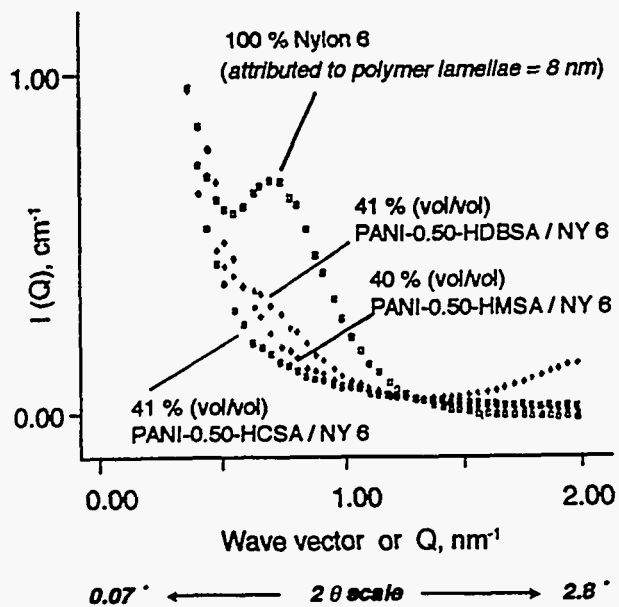 100 % Nylon 6
(attributed to polymer lamellae = 8 nm)
1.00
41 % (vol/vol)
PANI-0.50-HDBSA / NY 6
40 % (vol/vol)
PANI-0.50-HMSA / NY 6
I (Q), cm⁻¹
0.00
41 % (vol/vol)
PANI-0.50-HCSA / NY 6
0.00 1.00 2.00
Wave vector or Q, nm⁻¹
0.07 ° ← 2 θ scale → 2.8 °